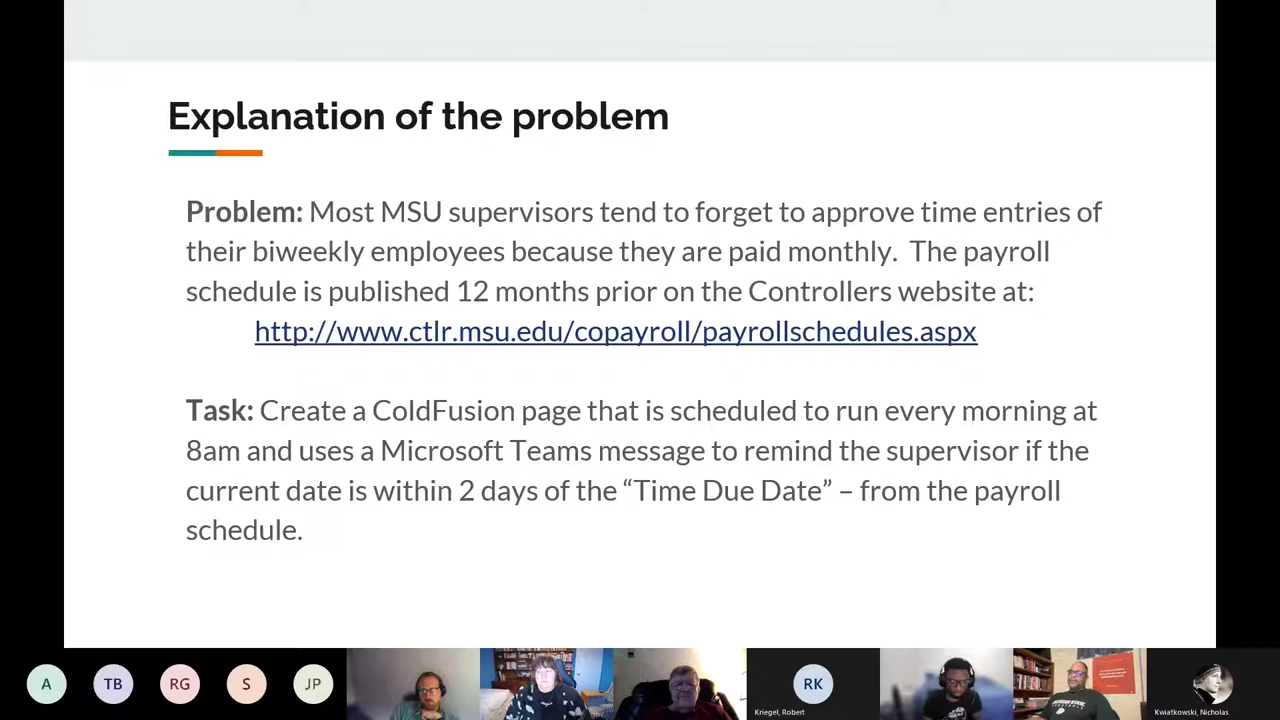 Explanation of the problem
Problem: Most MSU supervisors tend to forget to approve time entries of
their biweekly employees because they are paid monthly.  The payroll
schedule is published 12 months prior on the Controllers website at:
http://www.ctlr.msu.edu/copayroll/payrollschedules.aspx
Task: Create a ColdFusion page that is scheduled to run every morning at
8am and uses a Microsoft Teams message to remind the supervisor if the
current date is within 2 days of the “Time Due Date” – from the payroll
schedule.
A TB RG S JP RK
Kriegel, Robert
Kwiatkowski, Nicholas